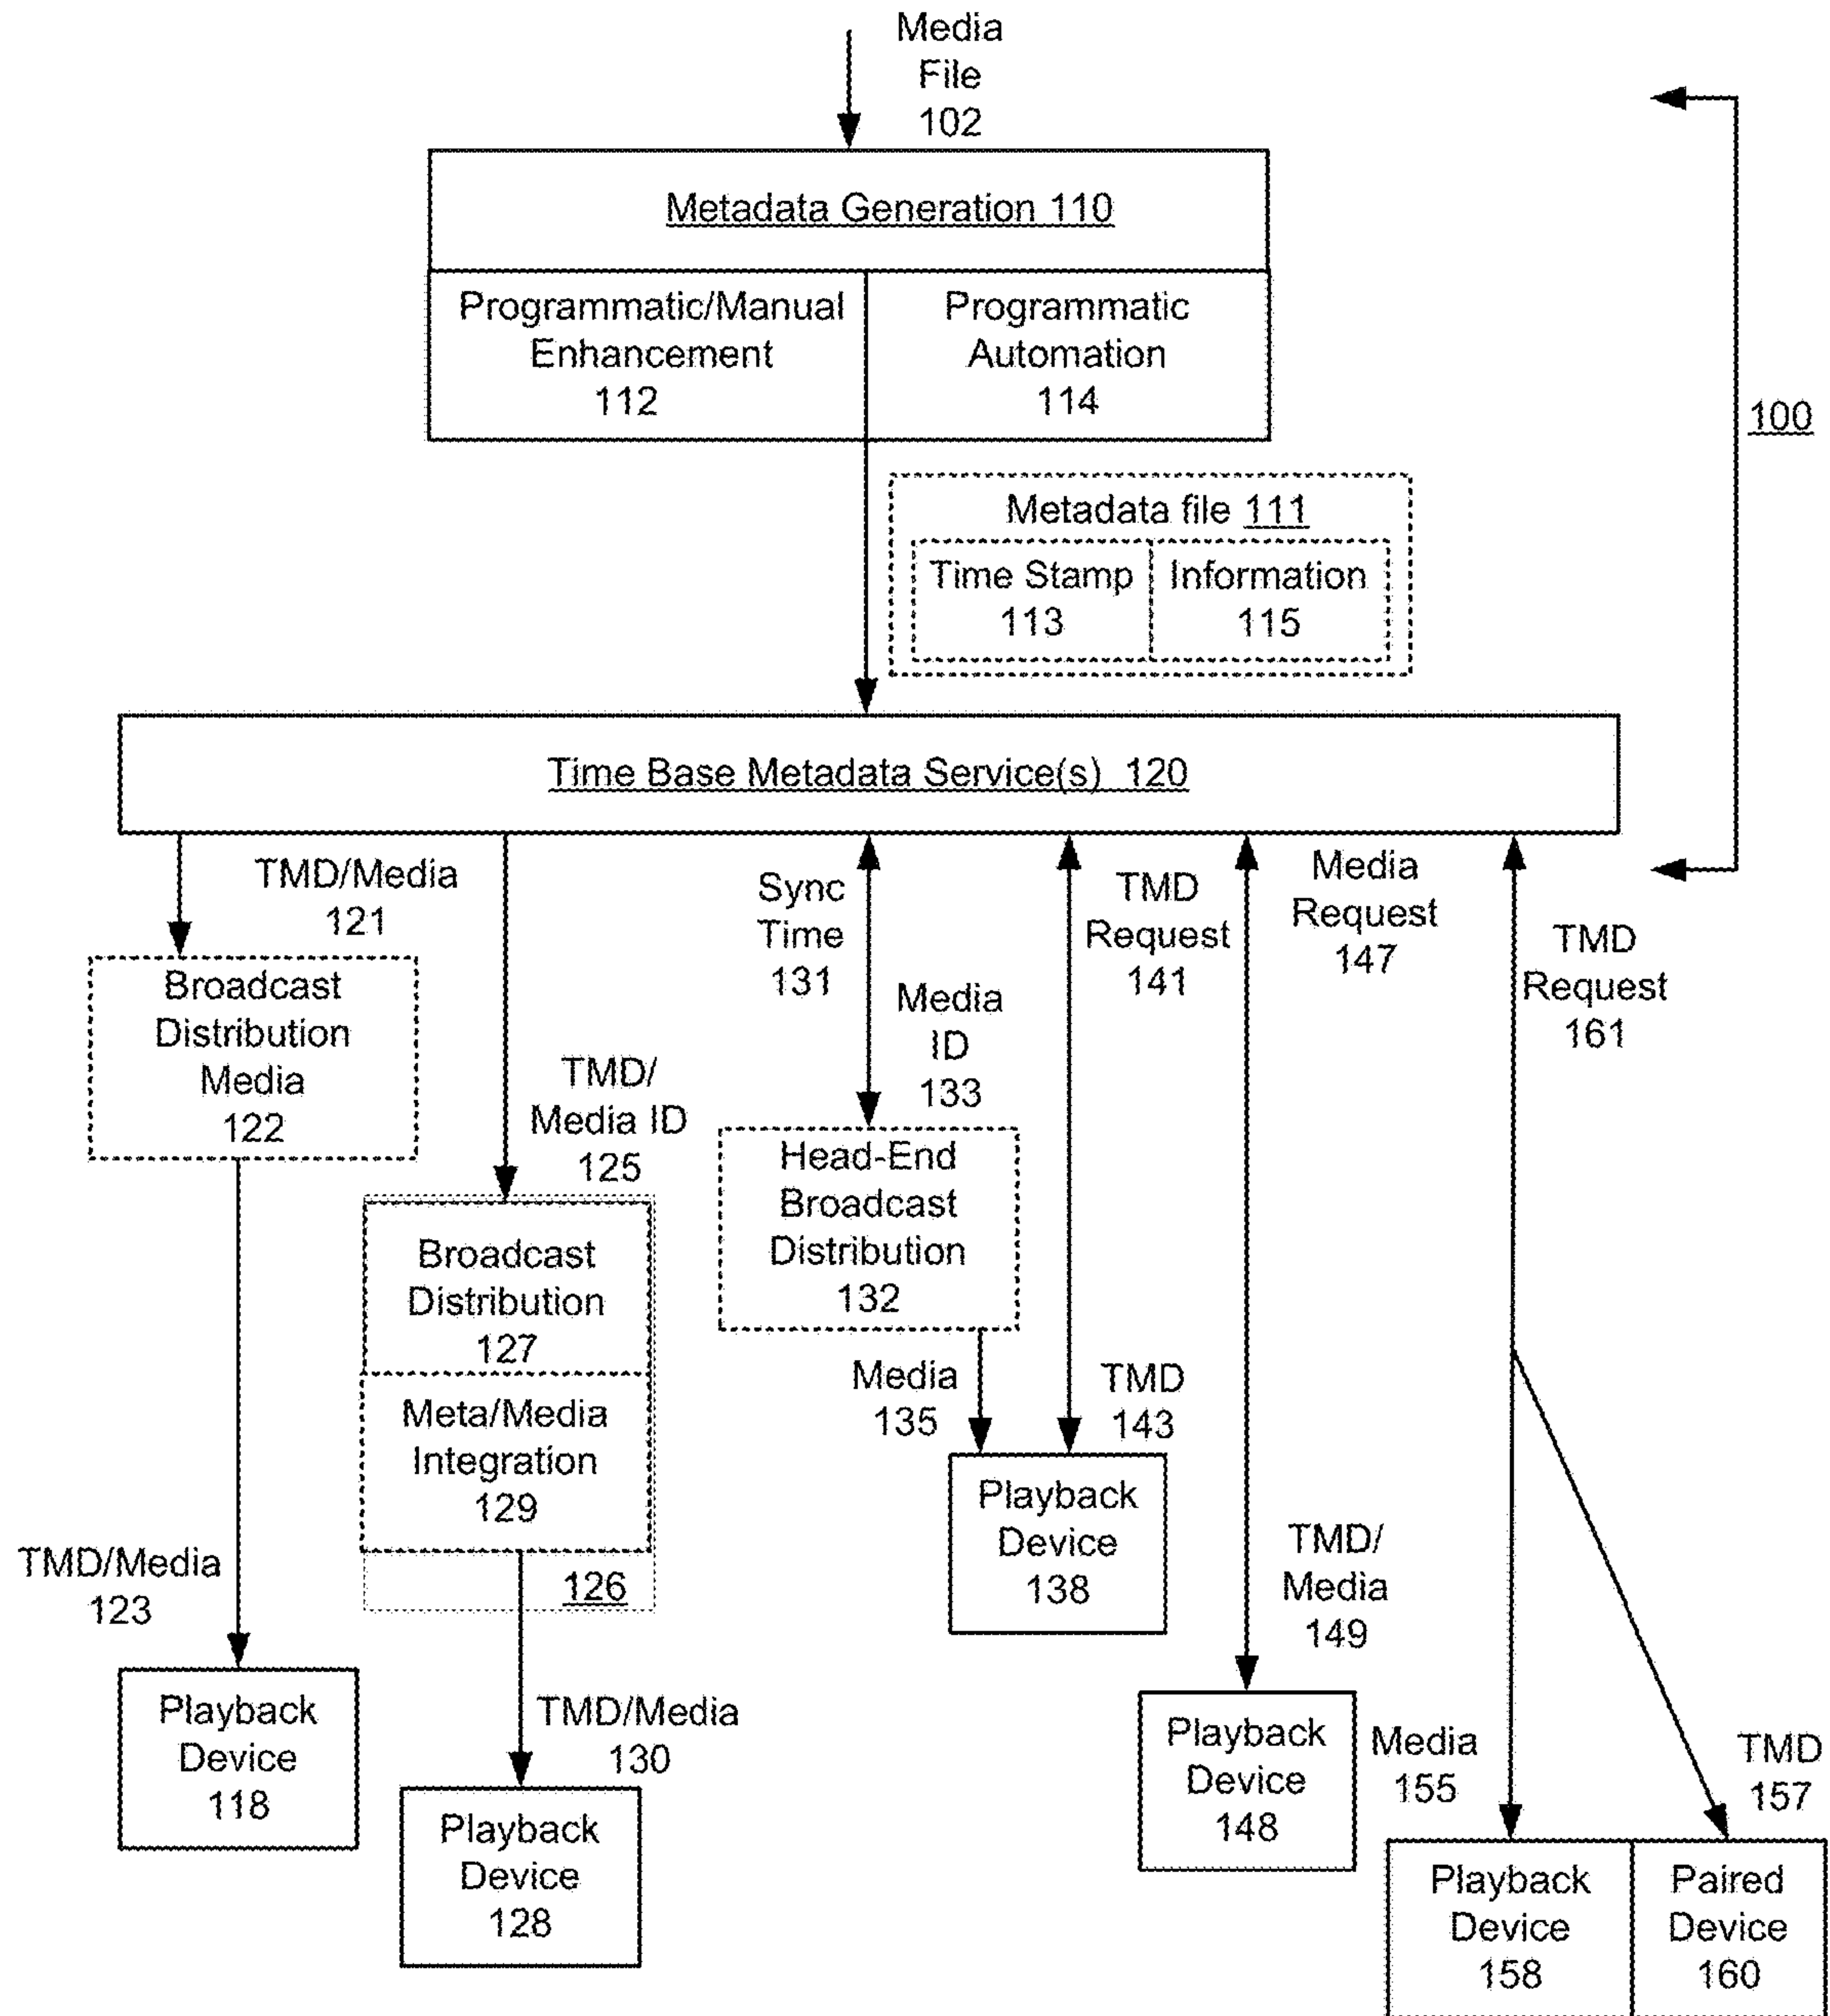 Media
File
102
Metadata Generation 110
Programmatic/Manual
Enhancement
112
Programmatic
Automation
114
100
Metadata file 111
Time Stamp
113
Information
115
Time Base Metadata Service(s) 120
TMD/Media
121
Sync
Time
131
TMD
Request
141
Media
Request
147
TMD
Request
161
Broadcast
Distribution
Media
122
TMD/
Media ID
125
Media
ID
133
Head-End
Broadcast
Distribution
132
Broadcast
Distribution
127
Meta/Media
Integration
129
126
Media
135
TMD
143
Playback
Device
138
TMD/Media
123
TMD/
Media
149
Playback
Device
118
TMD/Media
130
Playback
Device
128
Playback
Device
148
Media
155
TMD
157
Playback
Device
158
Paired
Device
160